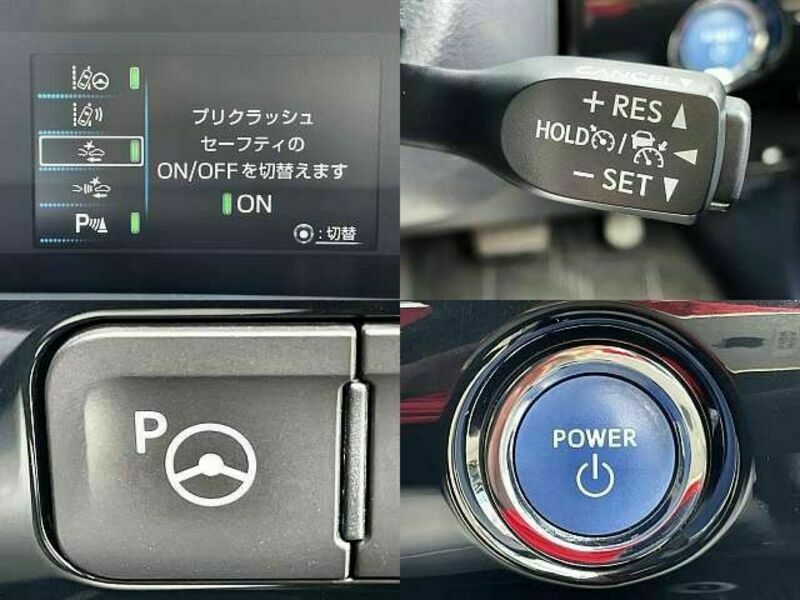 プリクラッシュ
セーフティの
ON/OFFを切替えます
ON
:切替
P
CANCEL
+ RES ▲
HOLD /
− SET ▼
P
POWER